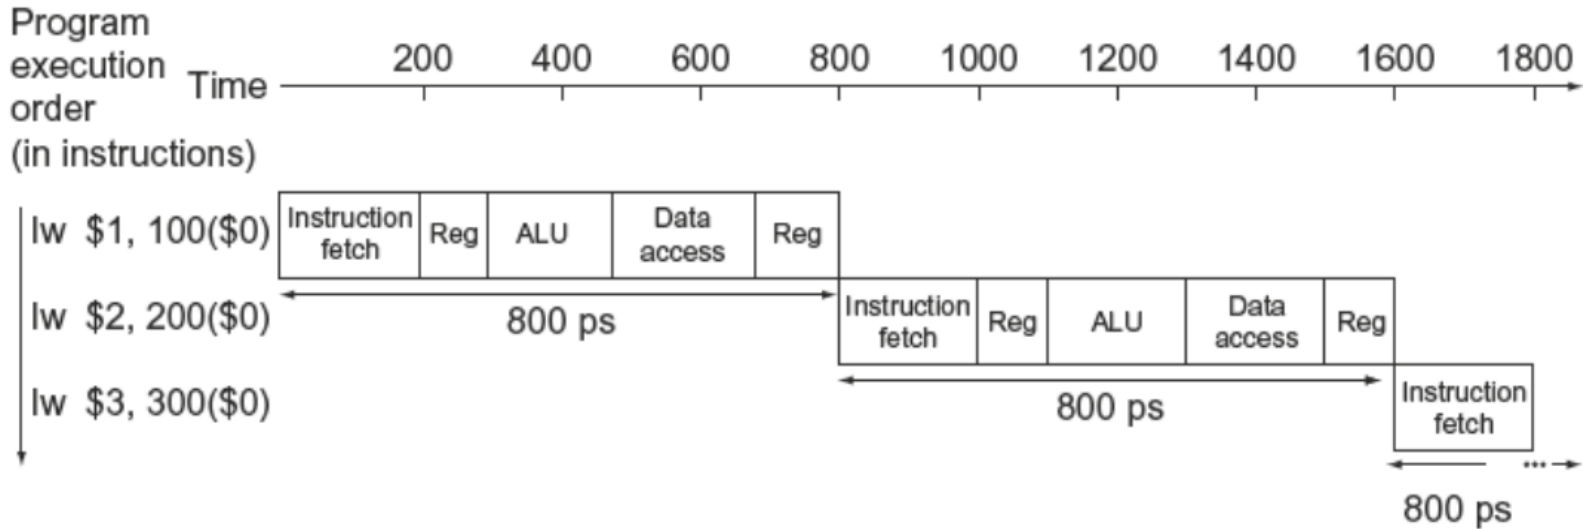 Program
execution
order
(in instructions)
Time
200 400 600 800 1000 1200 1400 1600 1800
lw $1, 100($0)
Instruction
fetch
Reg
ALU
Data
access
Reg
800 ps
lw $2, 200($0)
Instruction
fetch
Reg
ALU
Data
access
Reg
800 ps
lw $3, 300($0)
Instruction
fetch
...
800 ps